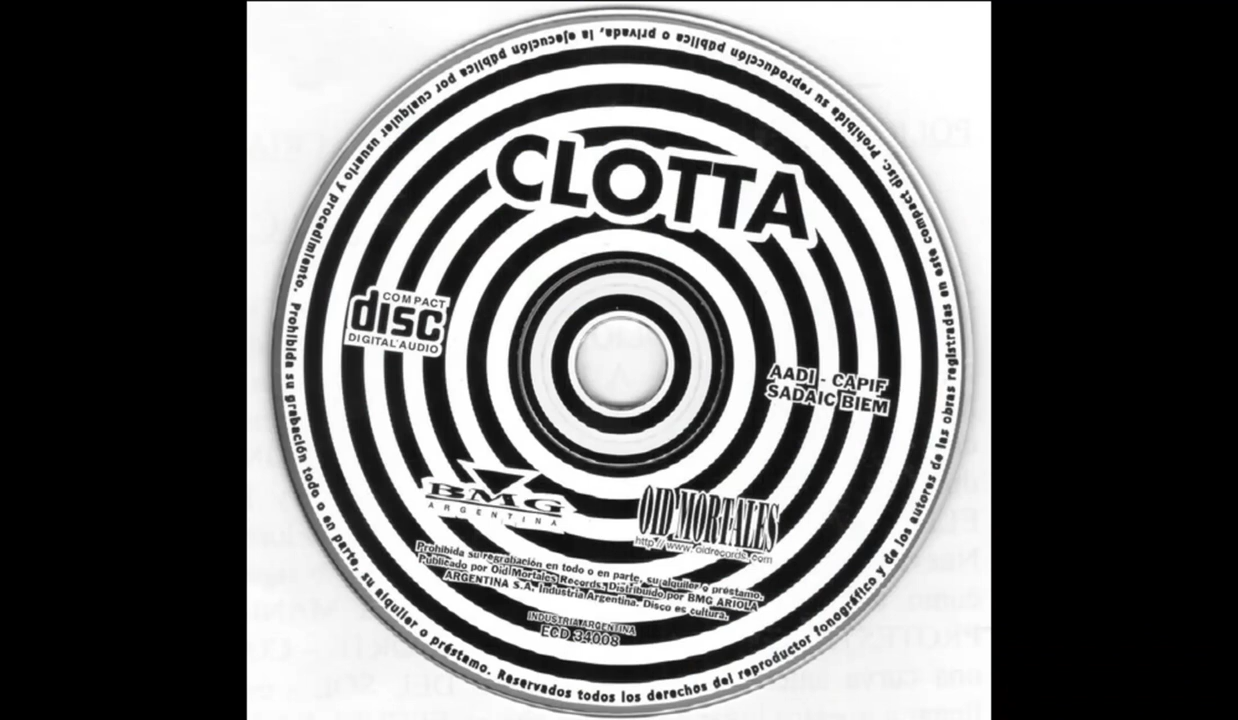 CLOTTA
COMPACT
disc
DIGITAL AUDIO
AADI - CAPIF
SADAIC BIEM
BMG
ARGENTINA
OID MORTALES
http://www.oidrecords.com
Prohibida su regrabación en todo o en parte, su alquiler o préstamo.
Publicado por Oid Mortales Records. Distribuido por BMG ARIOLA
ARGENTINA S.A. Industria Argentina. Disco es cultura.
INDUSTRIA ARGENTINA
ECD 34008
Prohibida su grabación todo o en parte, su alquiler o préstamo. Reservados todos los derechos del reproductor fonográfico y de los autores de las obras registradas en este compact disc. Prohibida su reproducción pública o privada, la ejecución pública por cualquier usuario y procedimiento.